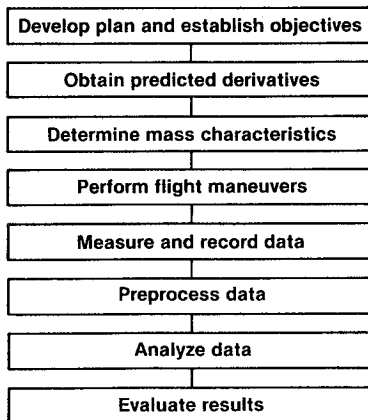 Develop plan and establish objectives
Obtain predicted derivatives
Determine mass characteristics
Perform flight maneuvers
Measure and record data
Preprocess data
Analyze data
Evaluate results